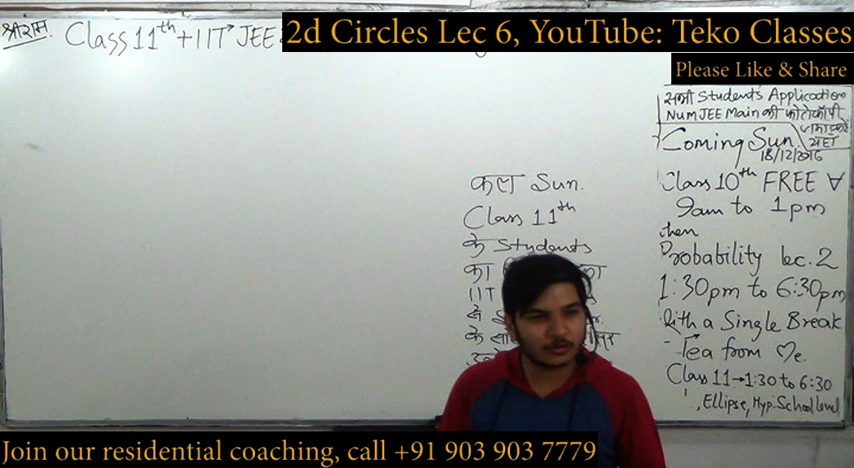 श्रीराम. Class 11th + IIT JEE
2d Circles Lec 6, YouTube: Teko Classes
Please Like & Share
सभी Students Application
Num JEE Main की फोटोकॉपी
Coming Sun.
18/12/2016
Class 10th FREE ∀
9am to 1pm
then
Probability lec. 2
1:30pm to 6:30pm
With a Single Break
- Tea from Me.
Class 11→1:30 to 6:30
, Ellipse, Hyp. School level
कल Sun.
Class 11th
के Students
का
IIT
से
के
Join our residential coaching, call +91 903 903 7779